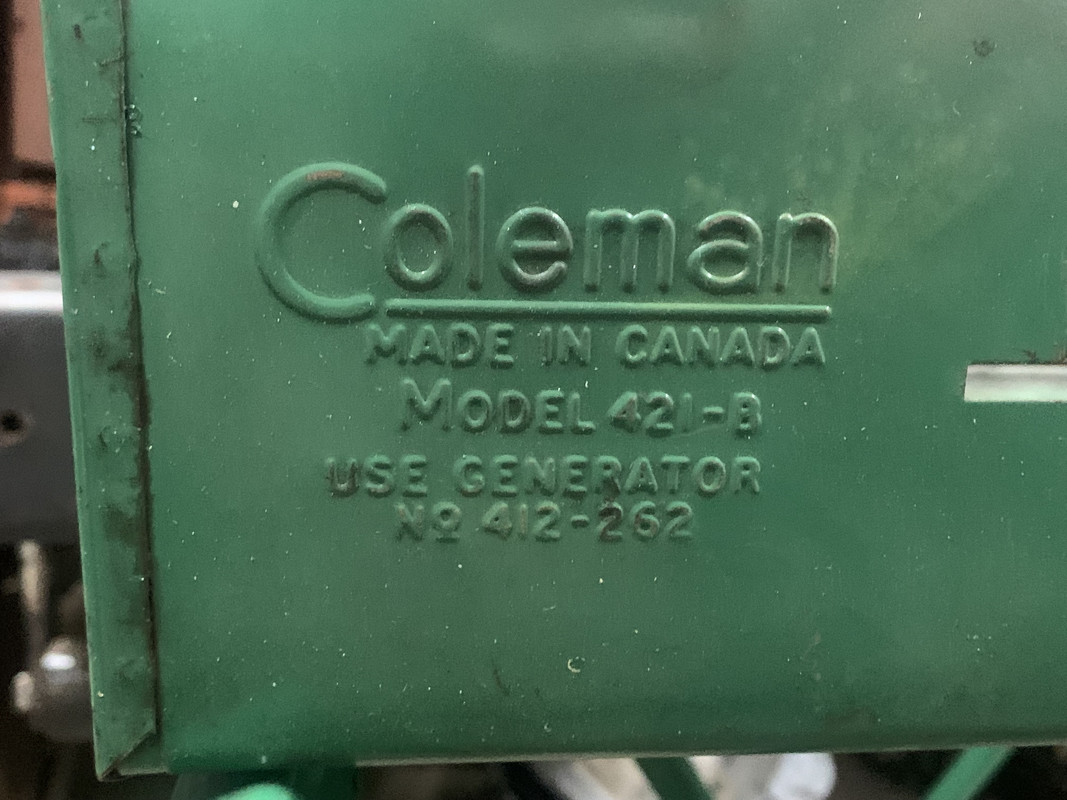 Coleman
MADE IN CANADA
MODEL 421-B
USE GENERATOR
Nº 412-262